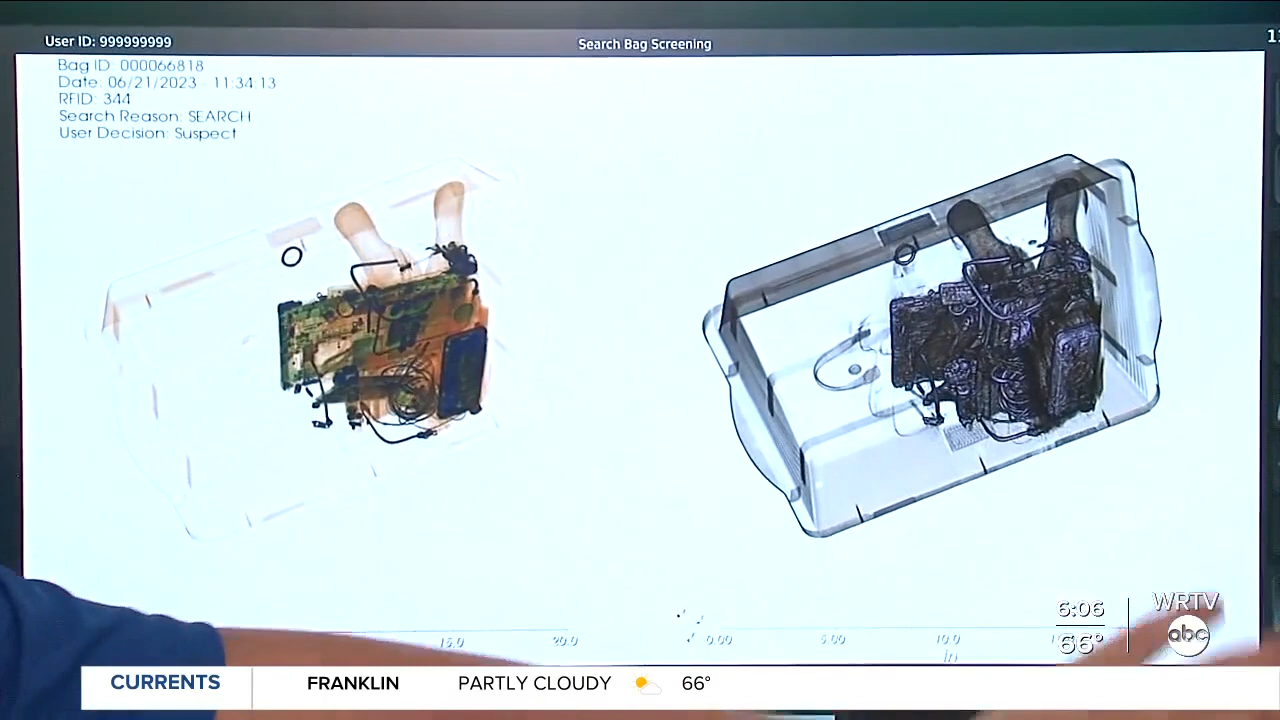 User ID: 999999999
Search Bag Screening
Bag ID: 000066818
Date: 06/21/2023 - 11:34:13
RFID: 344
Search Reason: SEARCH
User Decision: Suspect
15.0 20.0 0.00 5.00 10.0
In
6:06
66°
WRTV
abc
CURRENTS FRANKLIN PARTLY CLOUDY 66°